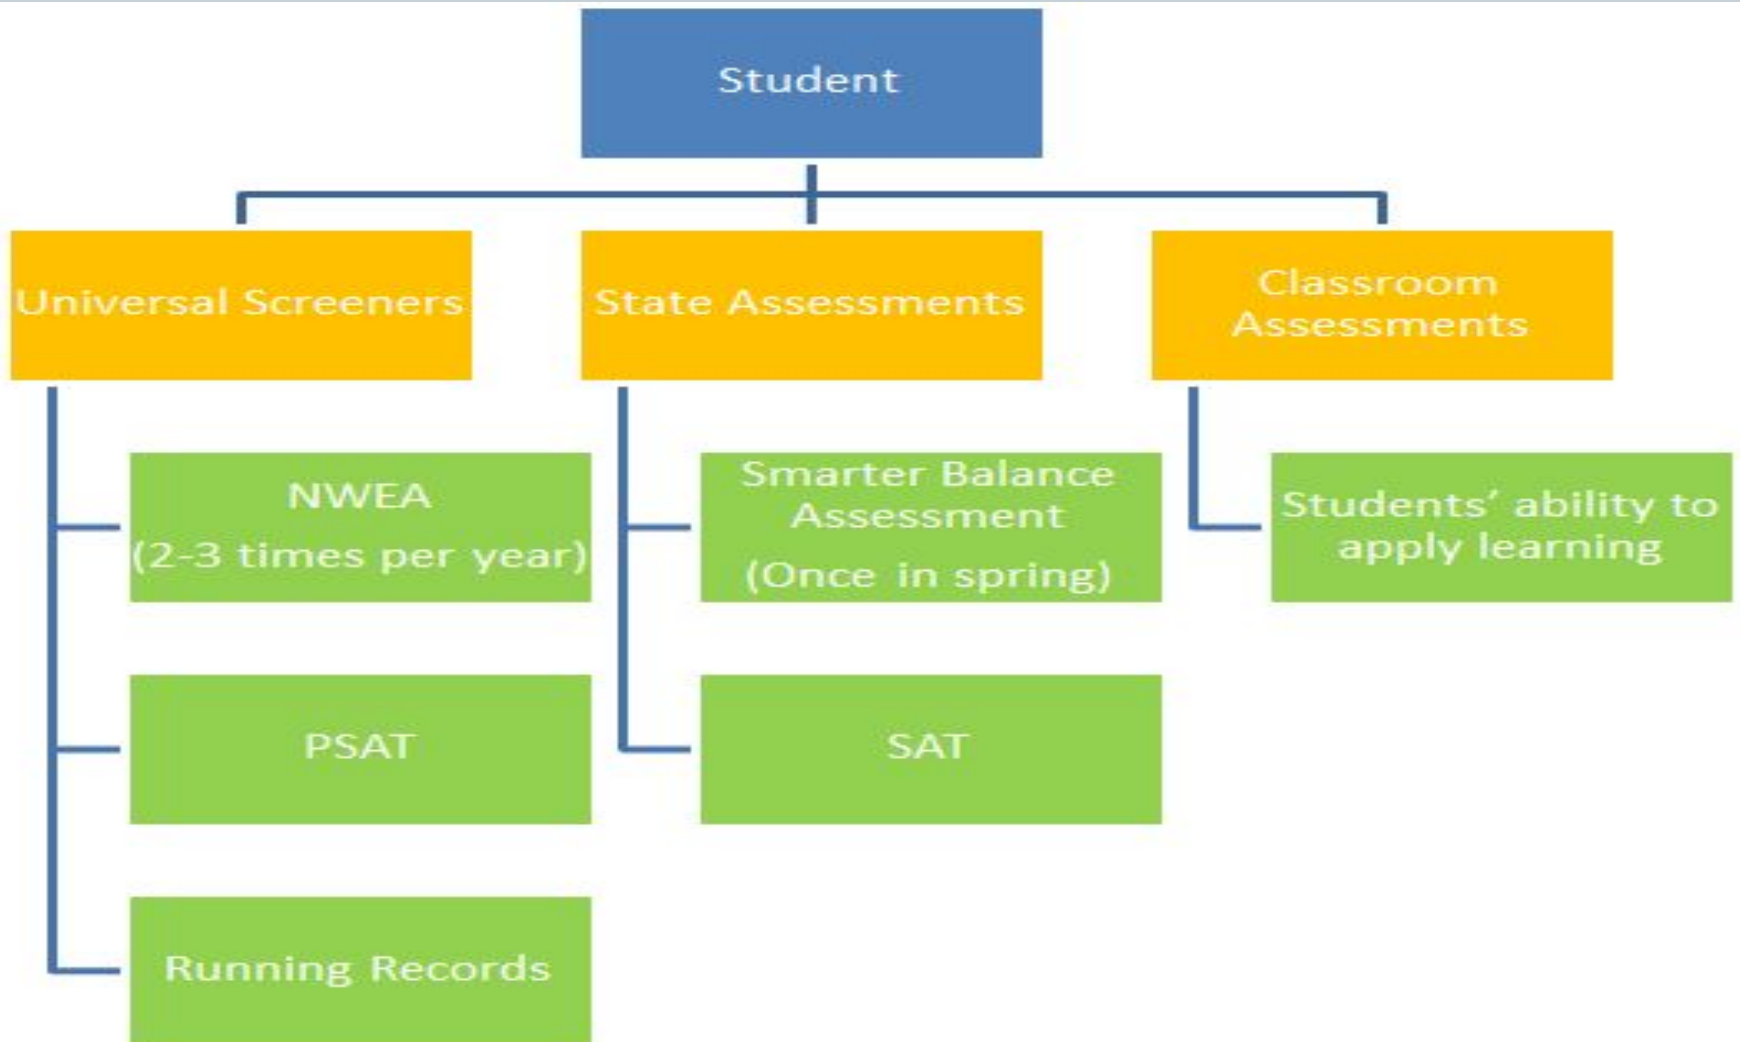 Student
Universal Screeners
State Assessments
Classroom
Assessments
NWEA
(2-3 times per year)
Smarter Balance
Assessment
(Once in spring)
Students' ability to
apply learning
PSAT
SAT
Running Records